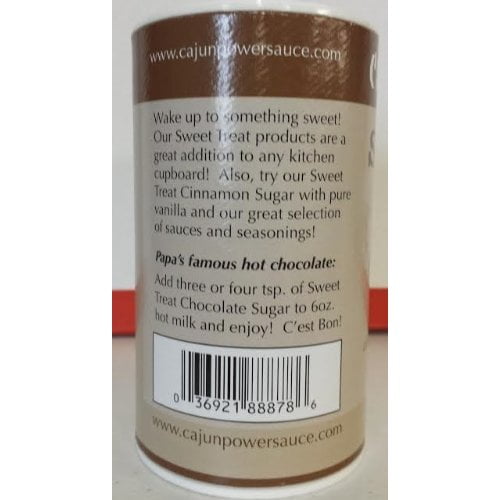 www.cajunpowersauce.com
Wake up to something sweet!
Our Sweet Treat products are a
great addition to any kitchen
cupboard! Also, try our Sweet
Treat Cinnamon Sugar with pure
vanilla and our great selection
of sauces and seasonings!
Papa's famous hot chocolate:
Add three or four tsp. of Sweet
Treat Chocolate Sugar to 6oz.
hot milk and enjoy! C'est Bon!
0 36921 88878 6
www.cajunpowersauce.com